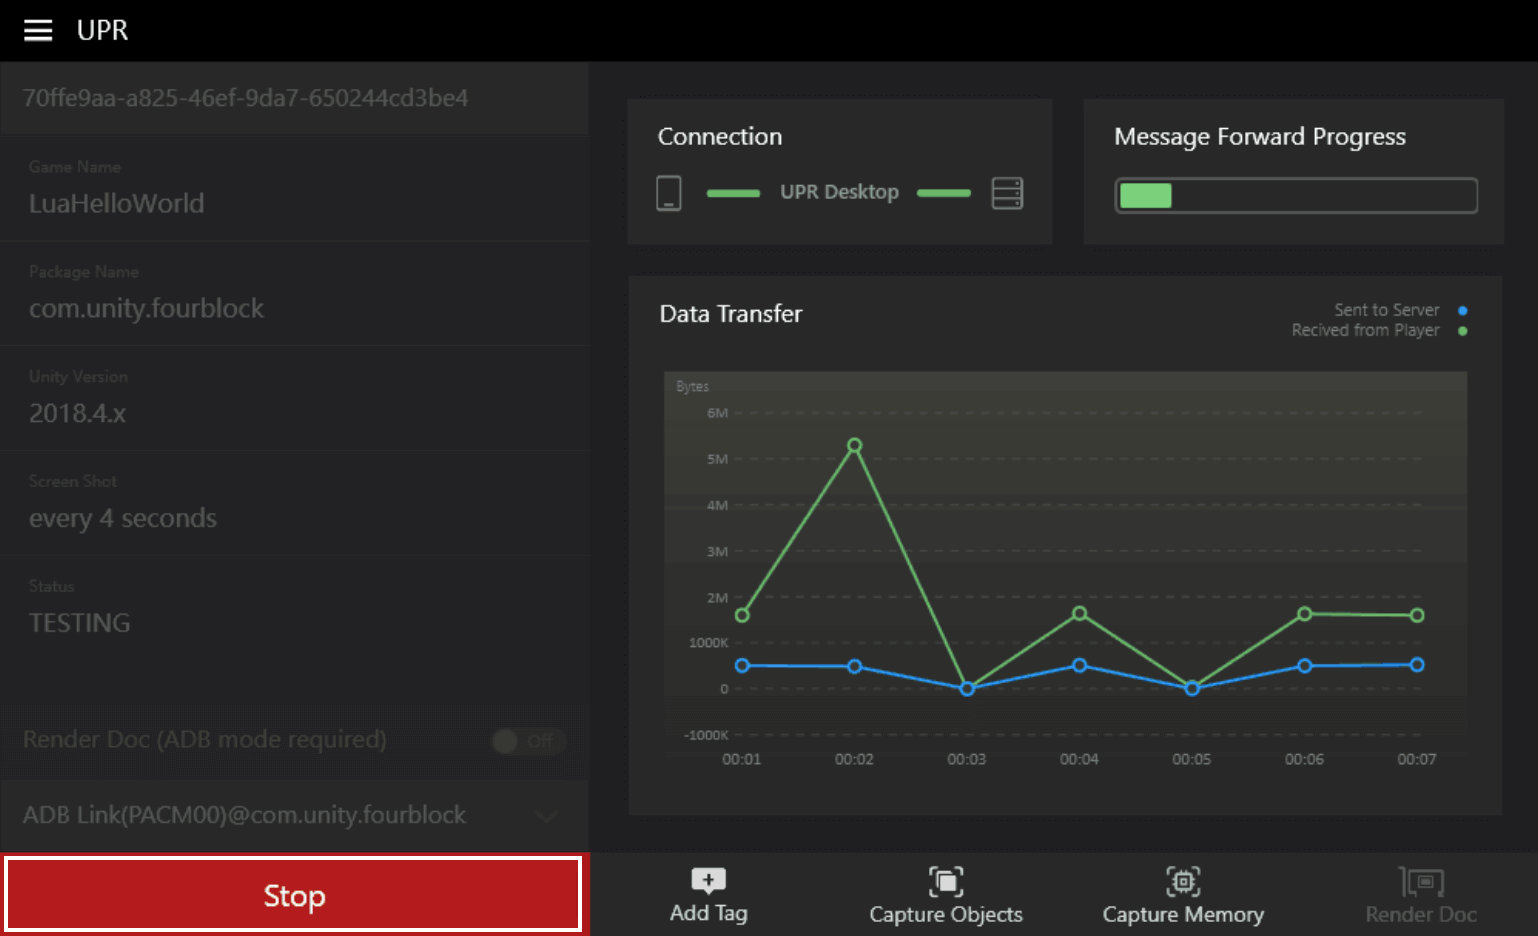 UPR
70ffe9aa-a825-46ef-9da7-650244cd3be4
Game Name
LuaHelloWorld
Package Name
com.unity.fourblock
Unity Version
2018.4.x
Screen Shot
every 4 seconds
Status
TESTING
Render Doc (ADB mode required)
Off
ADB Link(PACM00)@com.unity.fourblock
Stop
Connection
UPR Desktop
Message Forward Progress
Data Transfer
Sent to Server
Recived from Player
Bytes
6M
5M
4M
3M
2M
1000K
0
-1000K
00:01 00:02 00:03 00:04 00:05 00:06 00:07
Add Tag
Capture Objects
Capture Memory
Render Doc